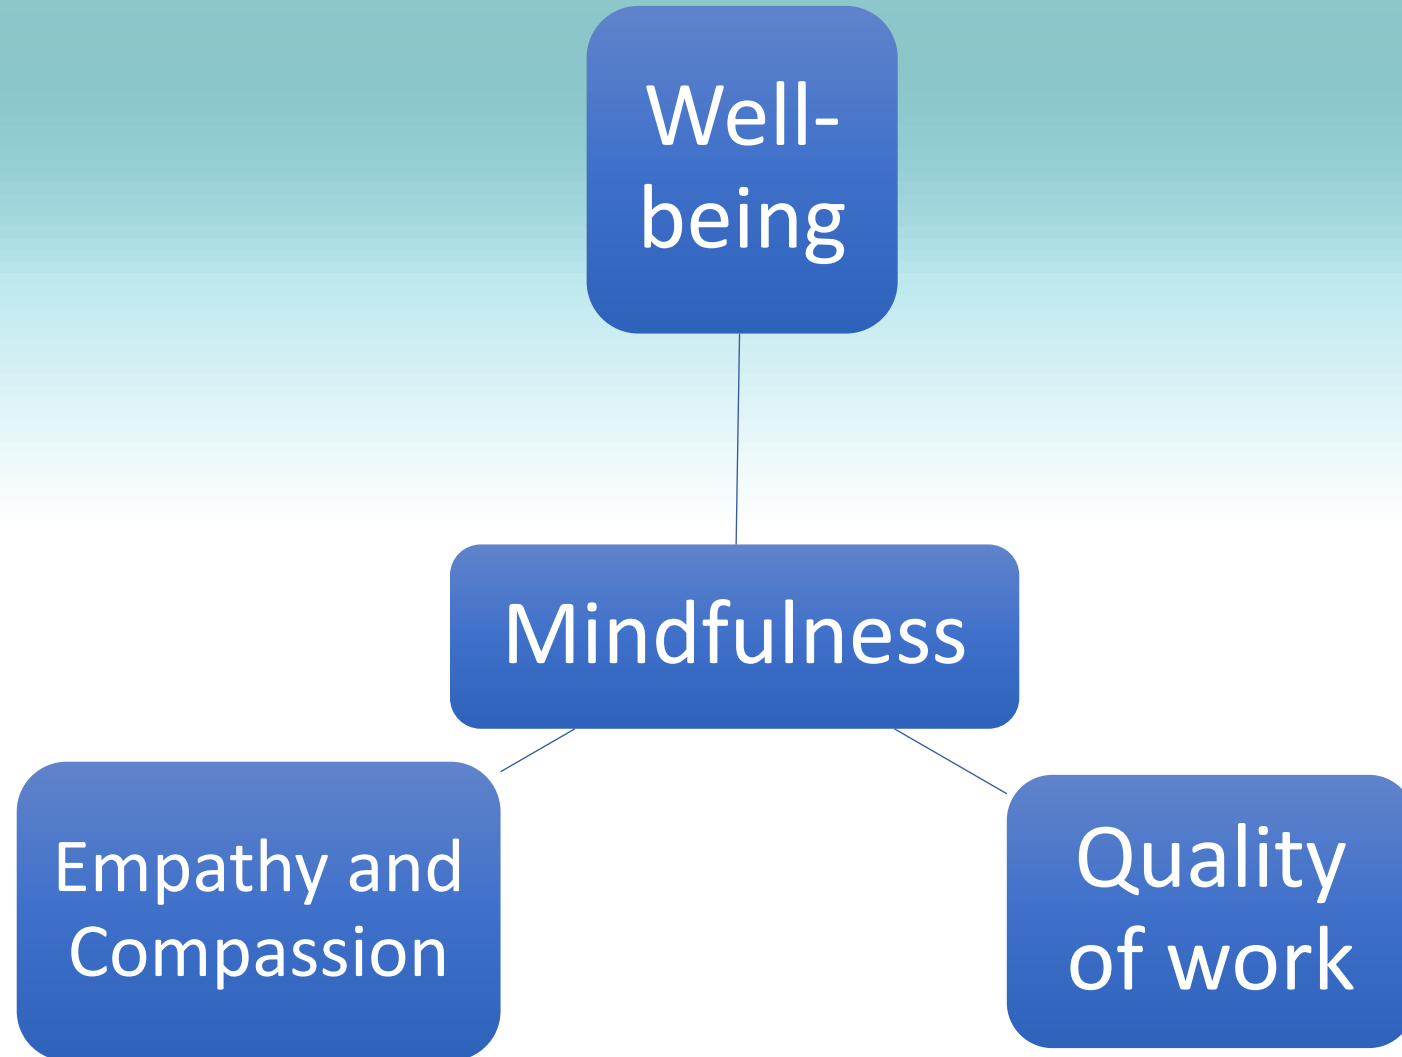 Well-
being
Mindfulness
Empathy and
Compassion
Quality
of work